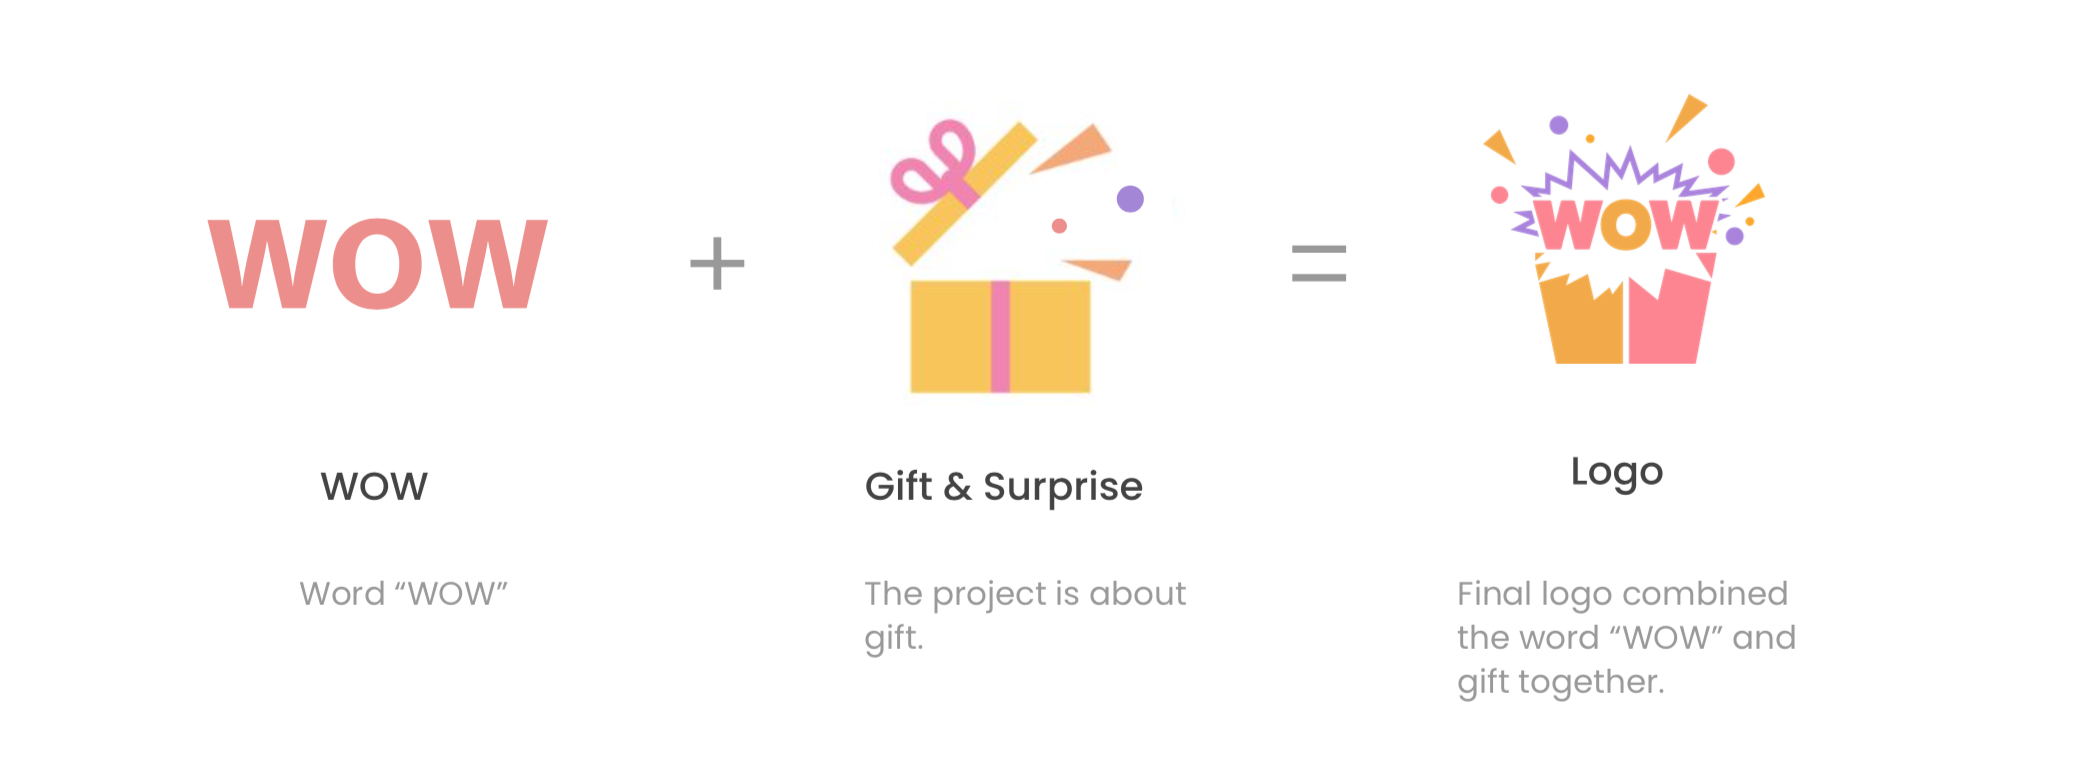 WOW
+
=
WOW
WOW
Gift & Surprise
Logo
Word “WOW”
The project is about
gift.
Final logo combined
the word “WOW” and
gift together.